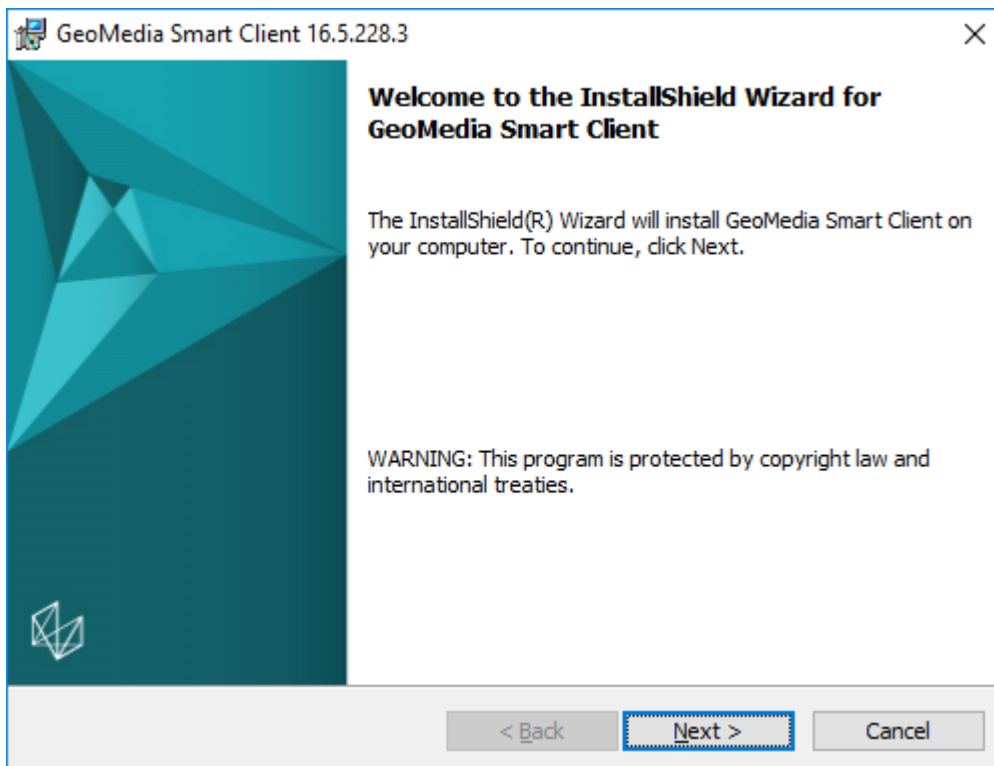 GeoMedia Smart Client 16.5.228.3
Welcome to the InstallShield Wizard for
GeoMedia Smart Client
The InstallShield(R) Wizard will install GeoMedia Smart Client on
your computer. To continue, click Next.
WARNING: This program is protected by copyright law and
international treaties.
< Back Next > Cancel